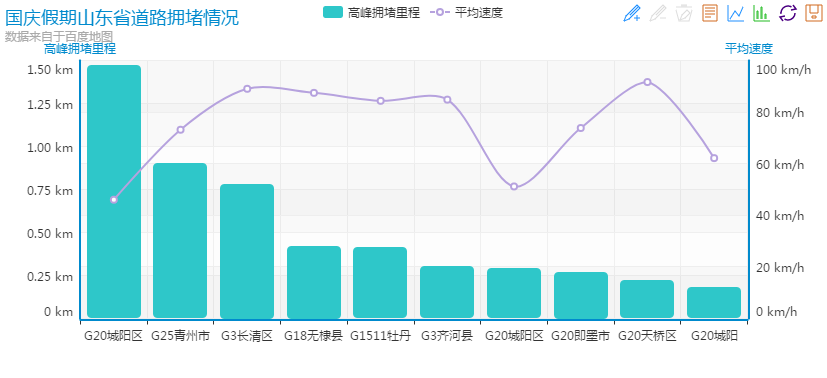 国庆假期山东省道路拥堵情况
数据来自于百度地图
高峰拥堵里程
平均速度
高峰拥堵里程
平均速度
1.50 km
1.25 km
1.00 km
0.75 km
0.50 km
0.25 km
0 km
100 km/h
80 km/h
60 km/h
40 km/h
20 km/h
0 km/h
G20城阳区
G25青州市
G3长清区
G18无棣县
G1511牡丹
G3齐河县
G20城阳区
G20即墨市
G20天桥区
G20城阳